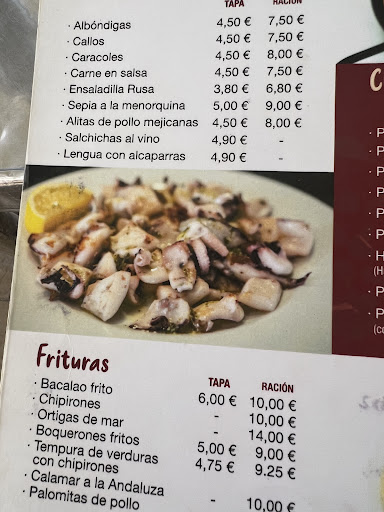 TAPA RACIÓN
· Albóndigas 4,50 € 7,50 €
· Callos 4,50 € 7,50 €
· Caracoles 4,50 € 8,00 €
· Carne en salsa 4,50 € 7,50 €
· Ensaladilla Rusa 3,80 € 6,80 €
· Sepia a la menorquina 5,00 € 9,00 €
· Alitas de pollo mejicanas 4,50 € 8,00 €
· Salchichas al vino 4,90 € -
· Lengua con alcaparras 4,90 € -
Frituras
TAPA RACIÓN
· Bacalao frito
· Chipirones 6,00 € 10,00 €
· Ortigas de mar - 10,00 €
· Boquerones fritos - 14,00 €
· Tempura de verduras 5,00 € 9,00 €
con chipirones 4,75 € 9.25 €
· Calamar a la Andaluza
· Palomitas de pollo - 10,00 €